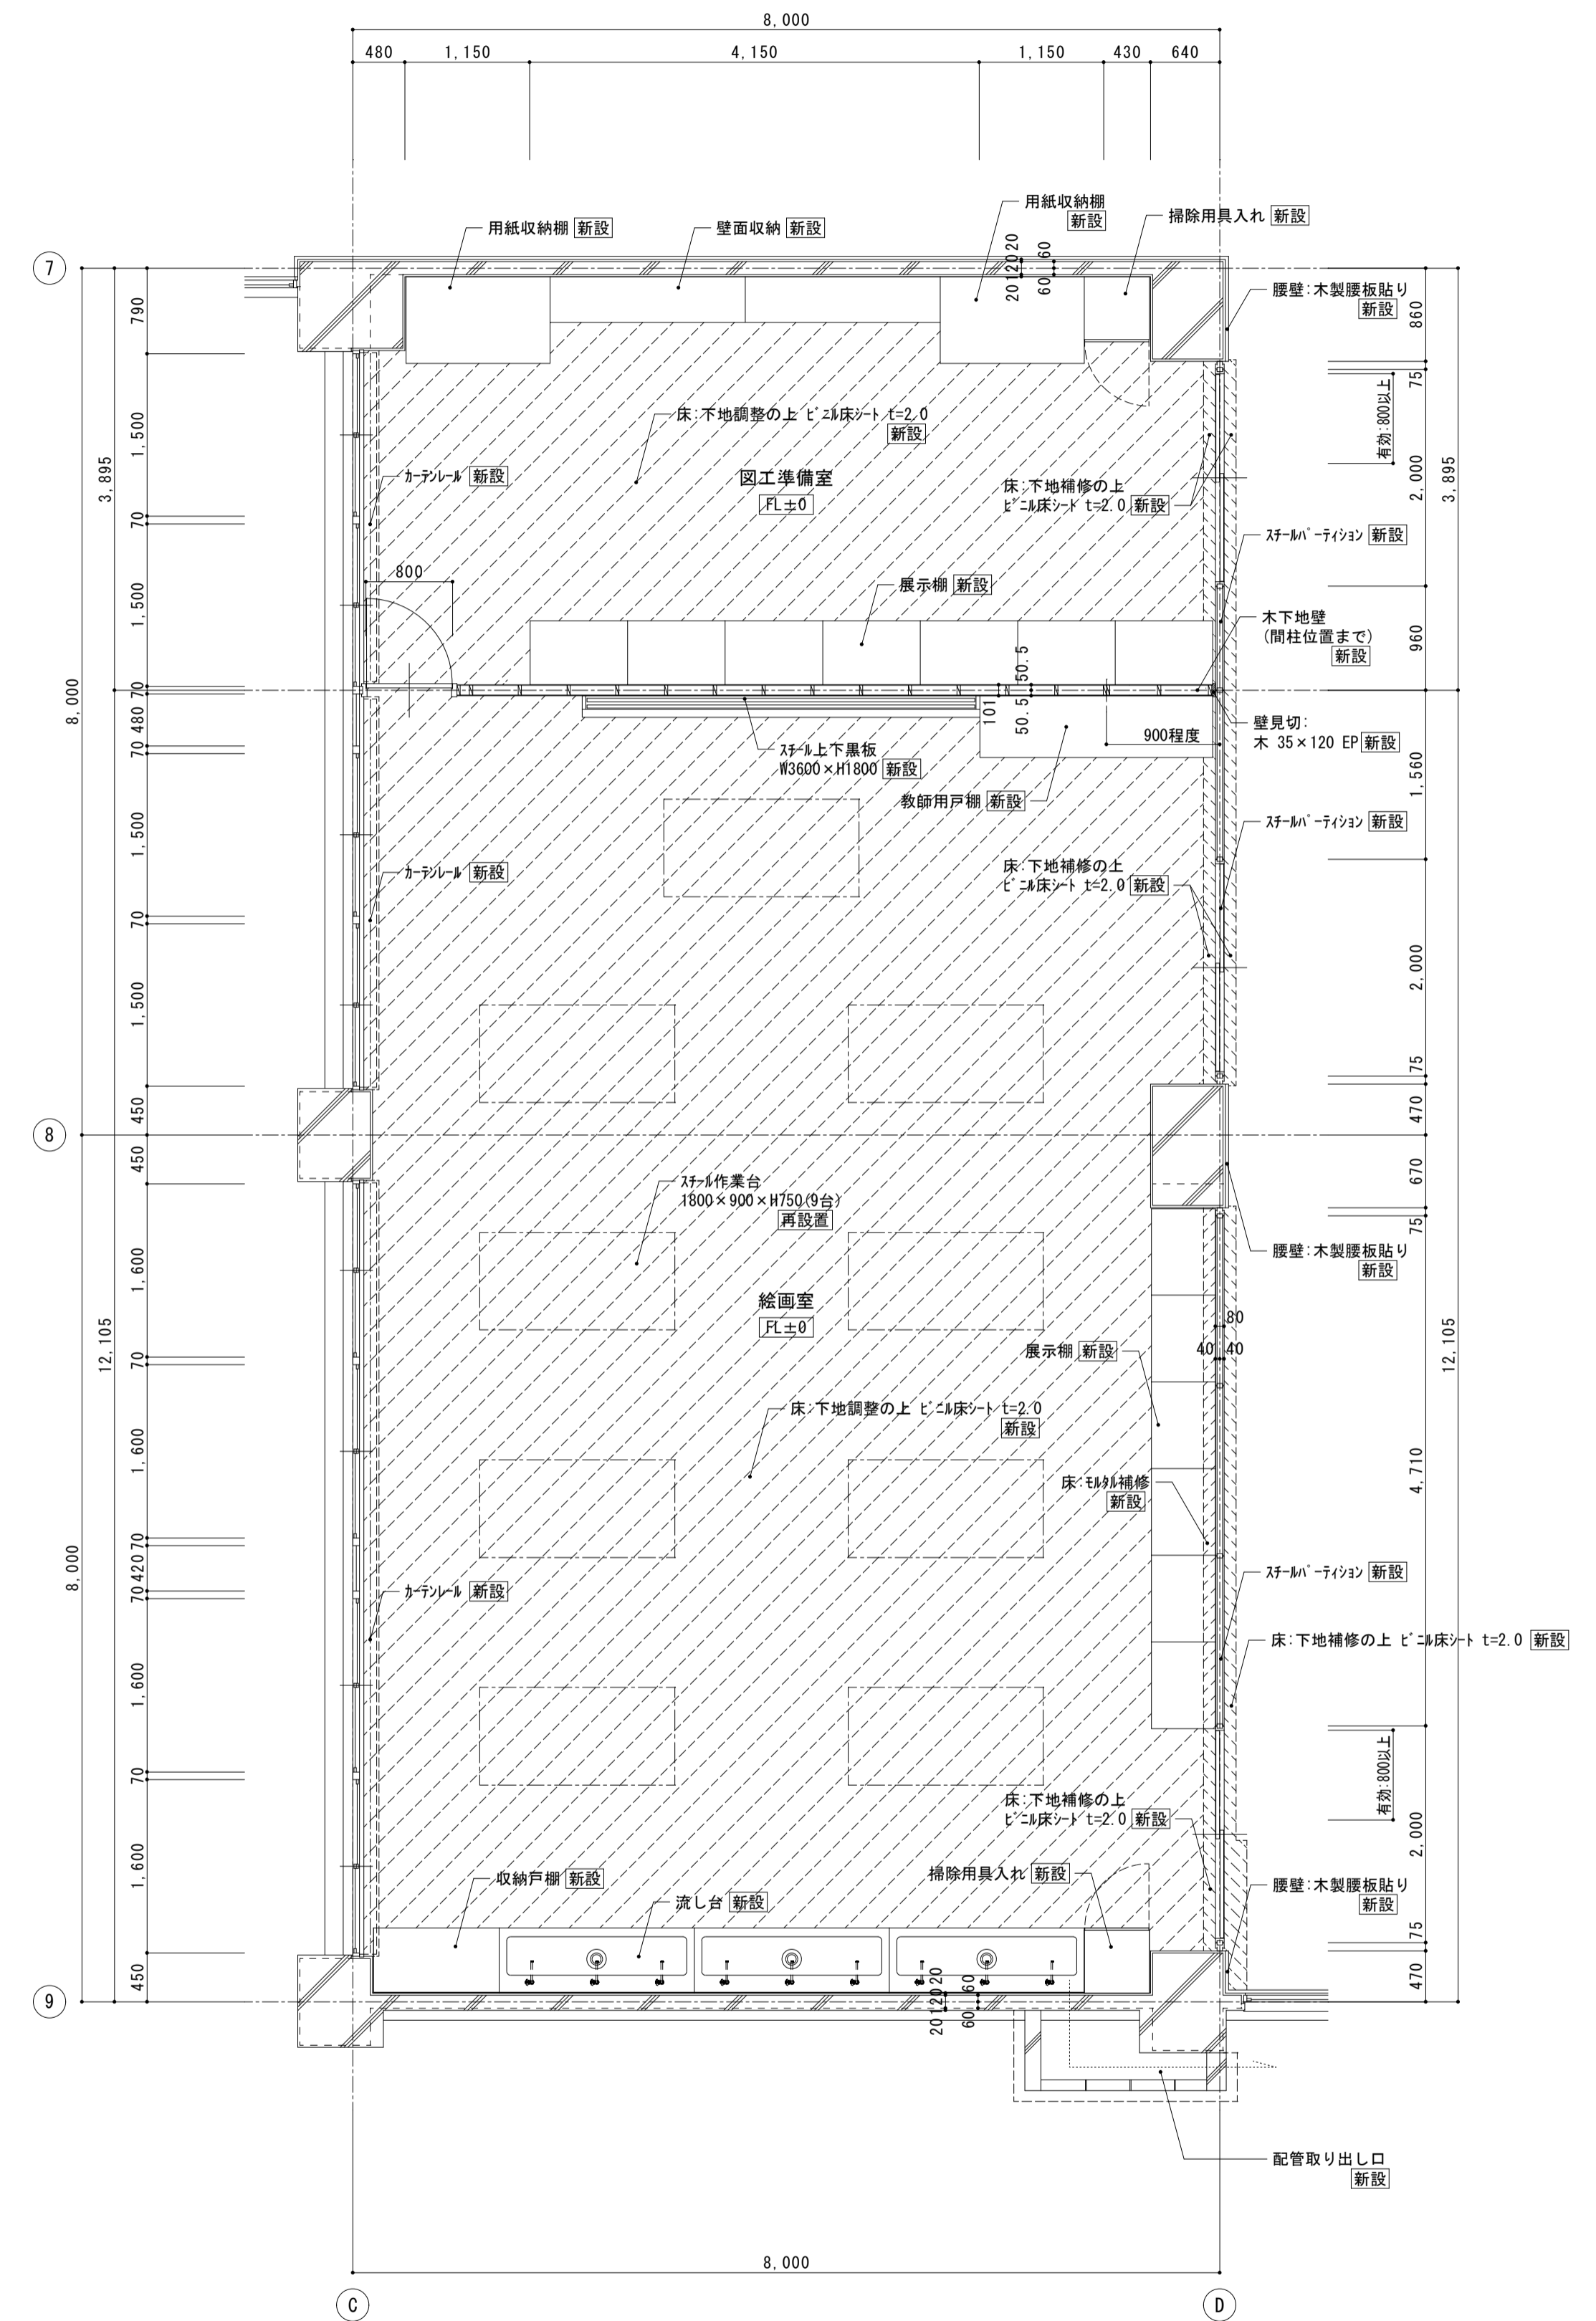 8,000
480
1,150
4,150
1,150
430
640
用紙収納棚 新設
壁面収納 新設
用紙収納棚
新設
掃除用具入れ 新設
20
120
20
60
60
7
790
860
腰壁:木製腰板貼り
新設
75
有効:800以上
1,500
床:下地調整の上 ビニル床シート t=2.0
新設
3,895
カーテンレール 新設
図工準備室
FL±0
床:下地補修の上
ビニル床シート t=2.0 新設
2,000
3,895
70
スチールパーティション 新設
800
1,500
展示棚 新設
木下地壁
(間柱位置まで)
新設
960
50.5
50.5
101
70
8,000
480
70
スチール上下黒板
W3600×H1800 新設
900程度
壁見切:
木 35×120 EP 新設
1,560
教師用戸棚 新設
1,500
スチールパーティション 新設
カーテンレール 新設
床:下地補修の上
ビニル床シート t=2.0 新設
70
2,000
1,500
75
450
470
8
450
670
スチール作業台
1800×900×H750(9台)
再設置
75
腰壁:木製腰板貼り
新設
1,600
絵画室
FL±0
80
40
40
12,105
12,105
70
展示棚 新設
床:下地調整の上 ビニル床シート t=2.0
新設
1,600
4,710
床:モルタル補修
新設
70
420
70
8,000
スチールパーティション 新設
カーテンレール 新設
床:下地補修の上 ビニル床シート t=2.0 新設
1,600
70
有効:800以上
床:下地補修の上
ビニル床シート t=2.0 新設
2,000
1,600
収納戸棚 新設
流し台 新設
掃除用具入れ 新設
腰壁:木製腰板貼り
新設
75
450
470
20
120
20
60
60
9
配管取り出し口
新設
8,000
C
D